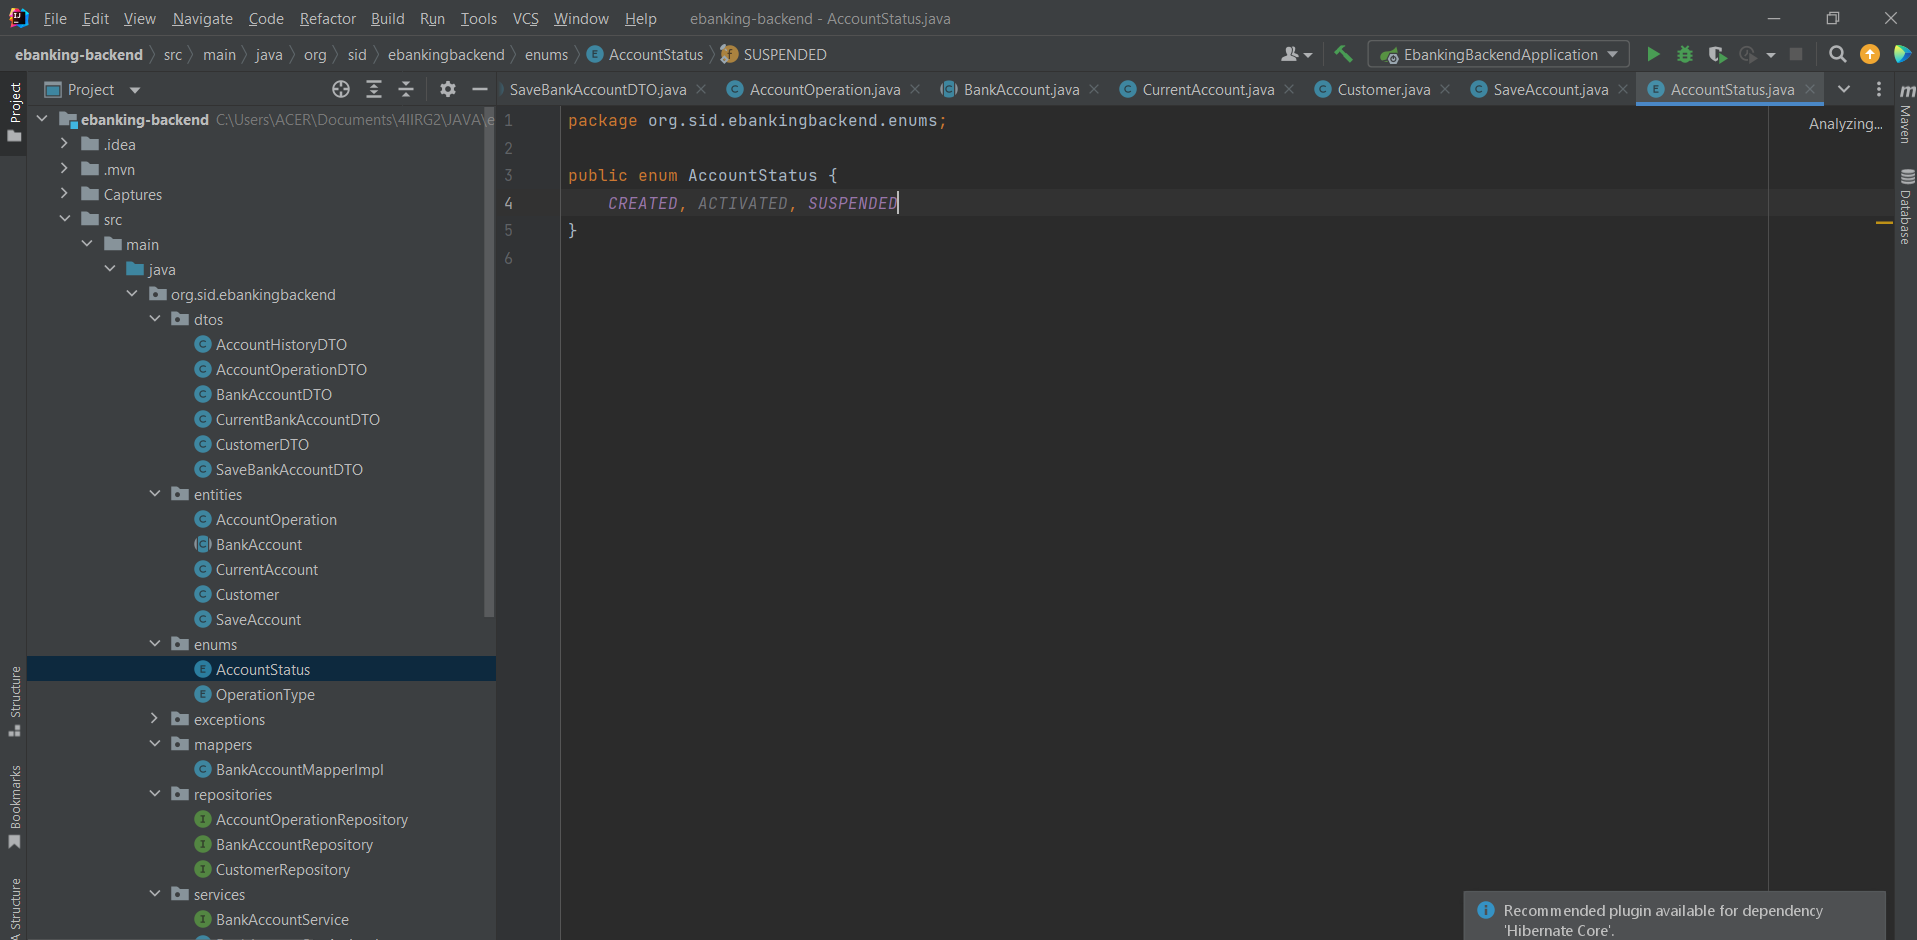 File Edit View Navigate Code Refactor Build Run Tools VCS Window Help ebanking-backend - AccountStatus.java
ebanking-backend src main java org sid ebankingbackend enums AccountStatus SUSPENDED EbankingBackendApplication
Project
SaveBankAccountDTO.java AccountOperation.java BankAccount.java CurrentAccount.java Customer.java SaveAccount.java AccountStatus.java
Project
Structure
Bookmarks
Maven
Database
ebanking-backend C:\Users\ACER\Documents\4IIRG2\JAVA\e
.idea
.mvn
Captures
src
main
java
org.sid.ebankingbackend
dtos
AccountHistoryDTO
AccountOperationDTO
BankAccountDTO
CurrentBankAccountDTO
CustomerDTO
SaveBankAccountDTO
entities
AccountOperation
BankAccount
CurrentAccount
Customer
SaveAccount
enums
AccountStatus
OperationType
exceptions
mappers
BankAccountMapperImpl
repositories
AccountOperationRepository
BankAccountRepository
CustomerRepository
services
BankAccountService
1 package org.sid.ebankingbackend.enums;
2
3 public enum AccountStatus {
4 CREATED, ACTIVATED, SUSPENDED
5 }
6
Analyzing...
Recommended plugin available for dependency
'Hibernate Core'.